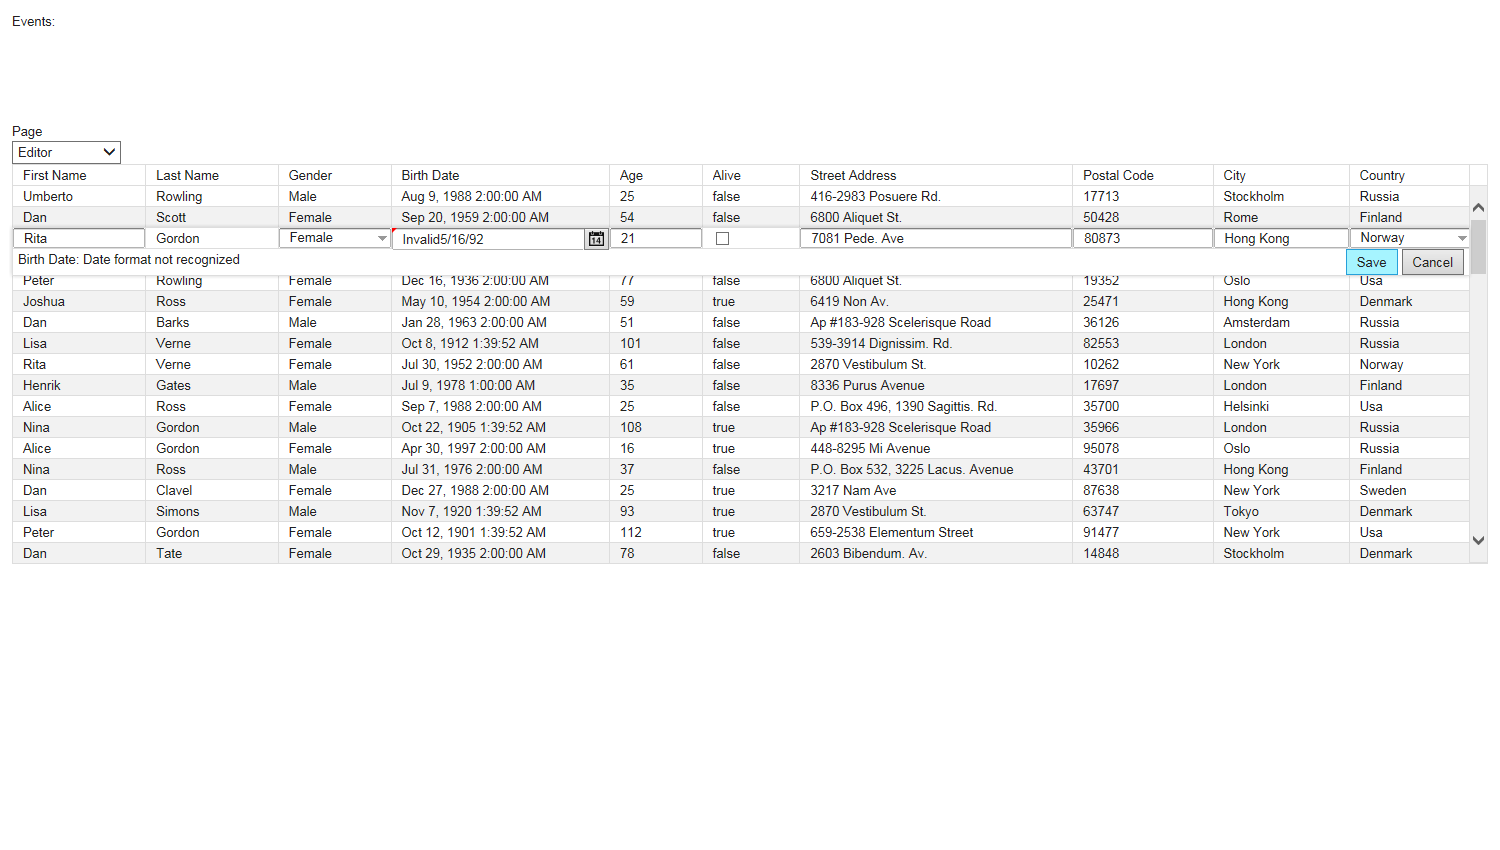 Events:
Page
Editor
First Name Last Name Gender Birth Date Age Alive Street Address Postal Code City Country
Umberto Rowling Male Aug 9, 1988 2:00:00 AM 25 false 416-2983 Posuere Rd. 17713 Stockholm Russia
Dan Scott Female Sep 20, 1959 2:00:00 AM 54 false 6800 Aliquet St. 50428 Rome Finland
Rita Gordon Female Invalid5/16/92 14 21 7081 Pede. Ave 80873 Hong Kong Norway
Birth Date: Date format not recognized Save Cancel
Peter Rowling Female Dec 16, 1936 2:00:00 AM 77 false 6800 Aliquet St. 19352 Oslo Usa
Joshua Ross Female May 10, 1954 2:00:00 AM 59 true 6419 Non Av. 25471 Hong Kong Denmark
Dan Barks Male Jan 28, 1963 2:00:00 AM 51 false Ap #183-928 Scelerisque Road 36126 Amsterdam Russia
Lisa Verne Female Oct 8, 1912 1:39:52 AM 101 false 539-3914 Dignissim. Rd. 82553 London Russia
Rita Verne Female Jul 30, 1952 2:00:00 AM 61 false 2870 Vestibulum St. 10262 New York Norway
Henrik Gates Male Jul 9, 1978 1:00:00 AM 35 false 8336 Purus Avenue 17697 London Finland
Alice Ross Female Sep 7, 1988 2:00:00 AM 25 false P.O. Box 496, 1390 Sagittis. Rd. 35700 Helsinki Usa
Nina Gordon Male Oct 22, 1905 1:39:52 AM 108 true Ap #183-928 Scelerisque Road 35966 London Russia
Alice Gordon Female Apr 30, 1997 2:00:00 AM 16 true 448-8295 Mi Avenue 95078 Oslo Russia
Nina Ross Male Jul 31, 1976 2:00:00 AM 37 false P.O. Box 532, 3225 Lacus. Avenue 43701 Hong Kong Finland
Dan Clavel Female Dec 27, 1988 2:00:00 AM 25 true 3217 Nam Ave 87638 New York Sweden
Lisa Simons Male Nov 7, 1920 1:39:52 AM 93 true 2870 Vestibulum St. 63747 Tokyo Denmark
Peter Gordon Female Oct 12, 1901 1:39:52 AM 112 true 659-2538 Elementum Street 91477 New York Usa
Dan Tate Female Oct 29, 1935 2:00:00 AM 78 false 2603 Bibendum. Av. 14848 Stockholm Denmark